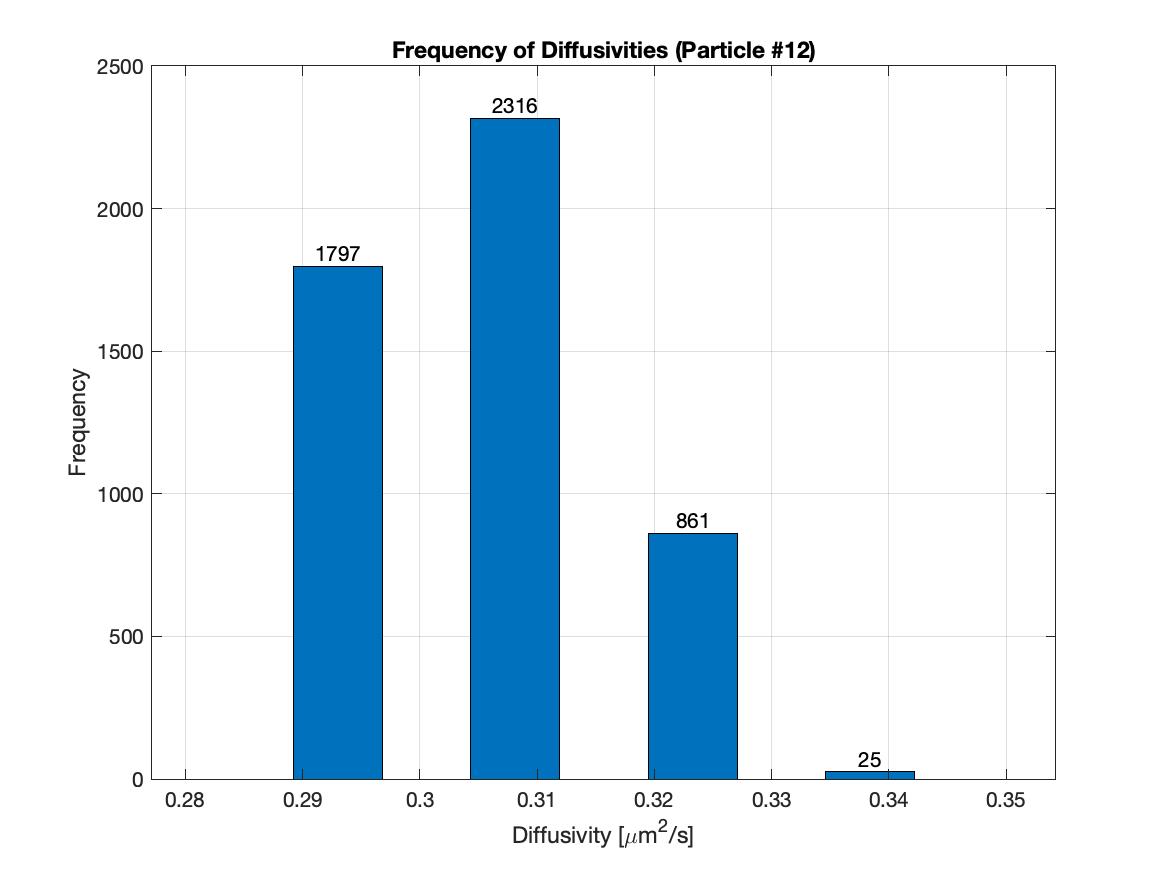 Frequency of Diffusivities (Particle #12)
2500
2000
1500
1000
500
0
Frequency
1797
2316
861
25
0.28 0.29 0.3 0.31 0.32 0.33 0.34 0.35
Diffusivity [μm²/s]